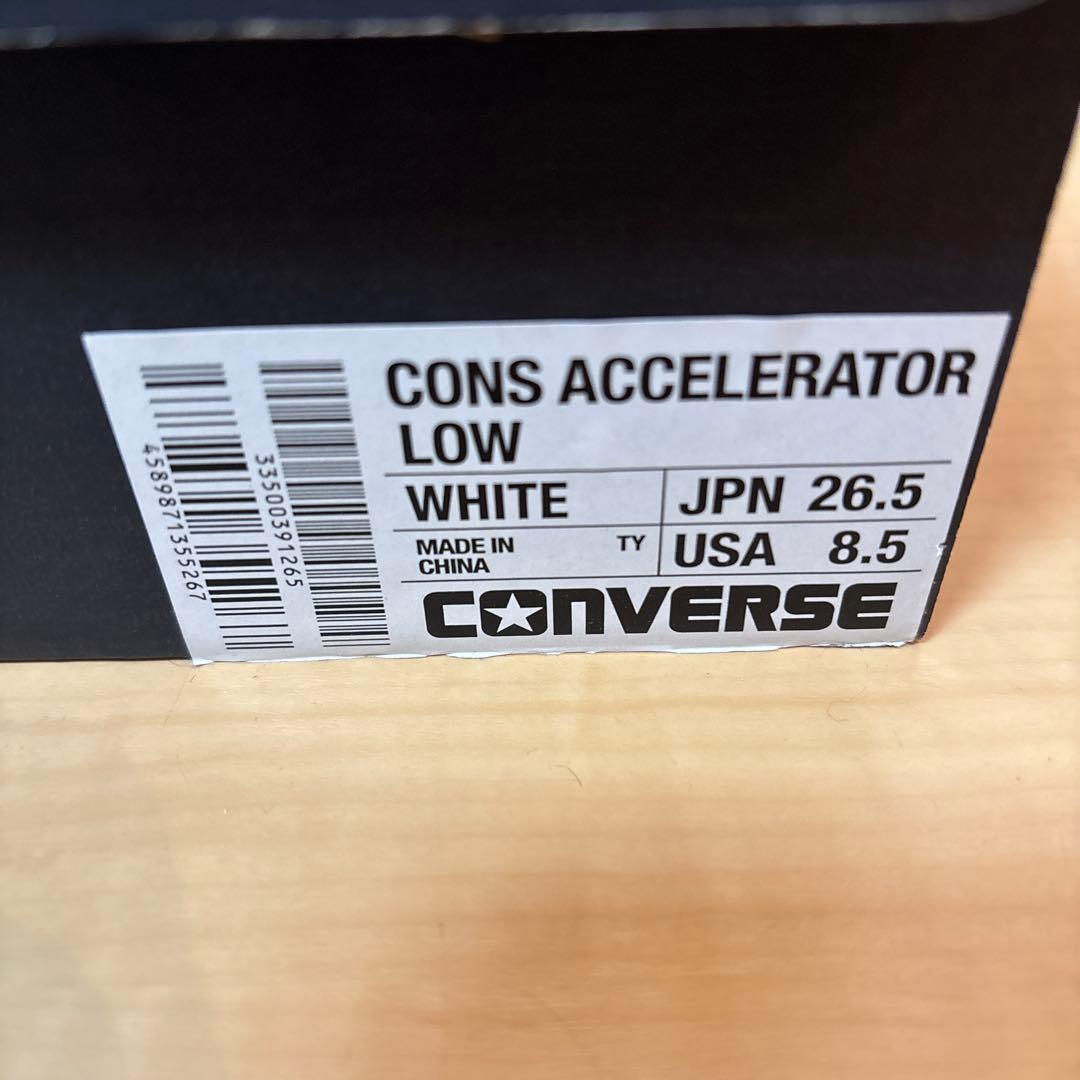 CONS ACCELERATOR
LOW
WHITE
JPN 26.5
MADE IN
CHINA
TY
USA 8.5
CONVERSE
4589871355267
33500391265